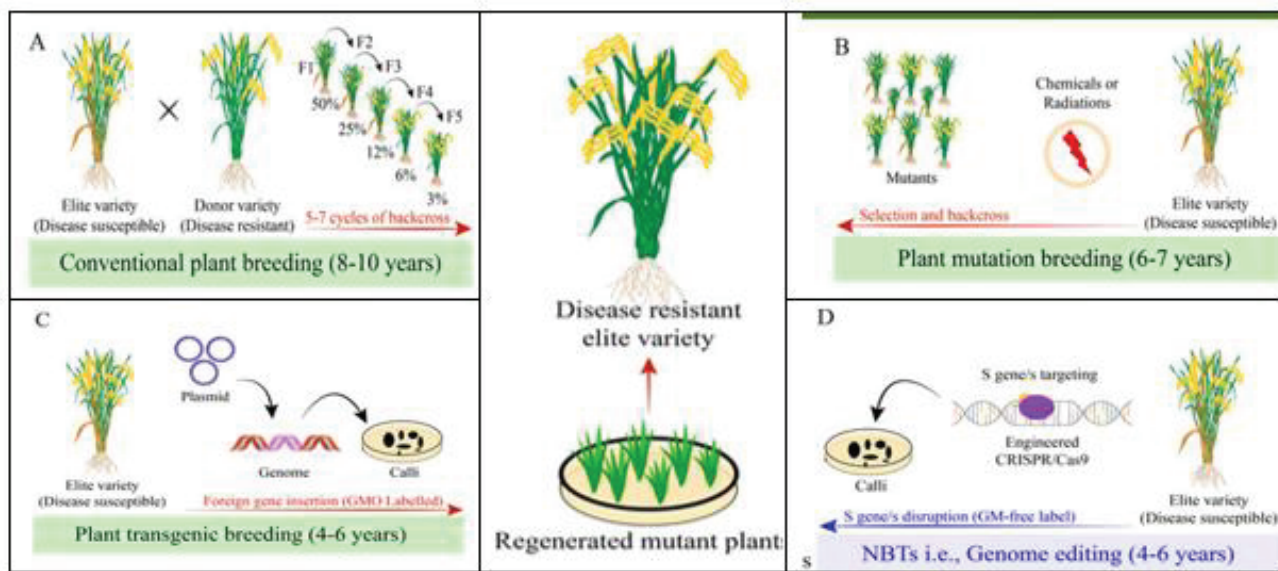 A
F2
F1
F3
50%
F4
25%
F5
12%
6%
3%
Elite variety
(Disease susceptible)
Donor variety
(Disease resistant)
5-7 cycles of backcross
Conventional plant breeding (8-10 years)
B
Chemicals or
Radiations
Mutants
Elite variety
(Disease susceptible)
Selection and backcross
Plant mutation breeding (6-7 years)
Disease resistant
elite variety
Regenerated mutant plants
C
Plasmid
Genome
Calli
Elite variety
(Disease susceptible)
Foreign gene insertion (GMO Labelled)
Plant transgenic breeding (4-6 years)
D
S gene/s targeting
Engineered
CRISPR/Cas9
Calli
Elite variety
(Disease susceptible)
S gene/s disruption (GM-free label)
NBTs i.e., Genome editing (4-6 years)
s